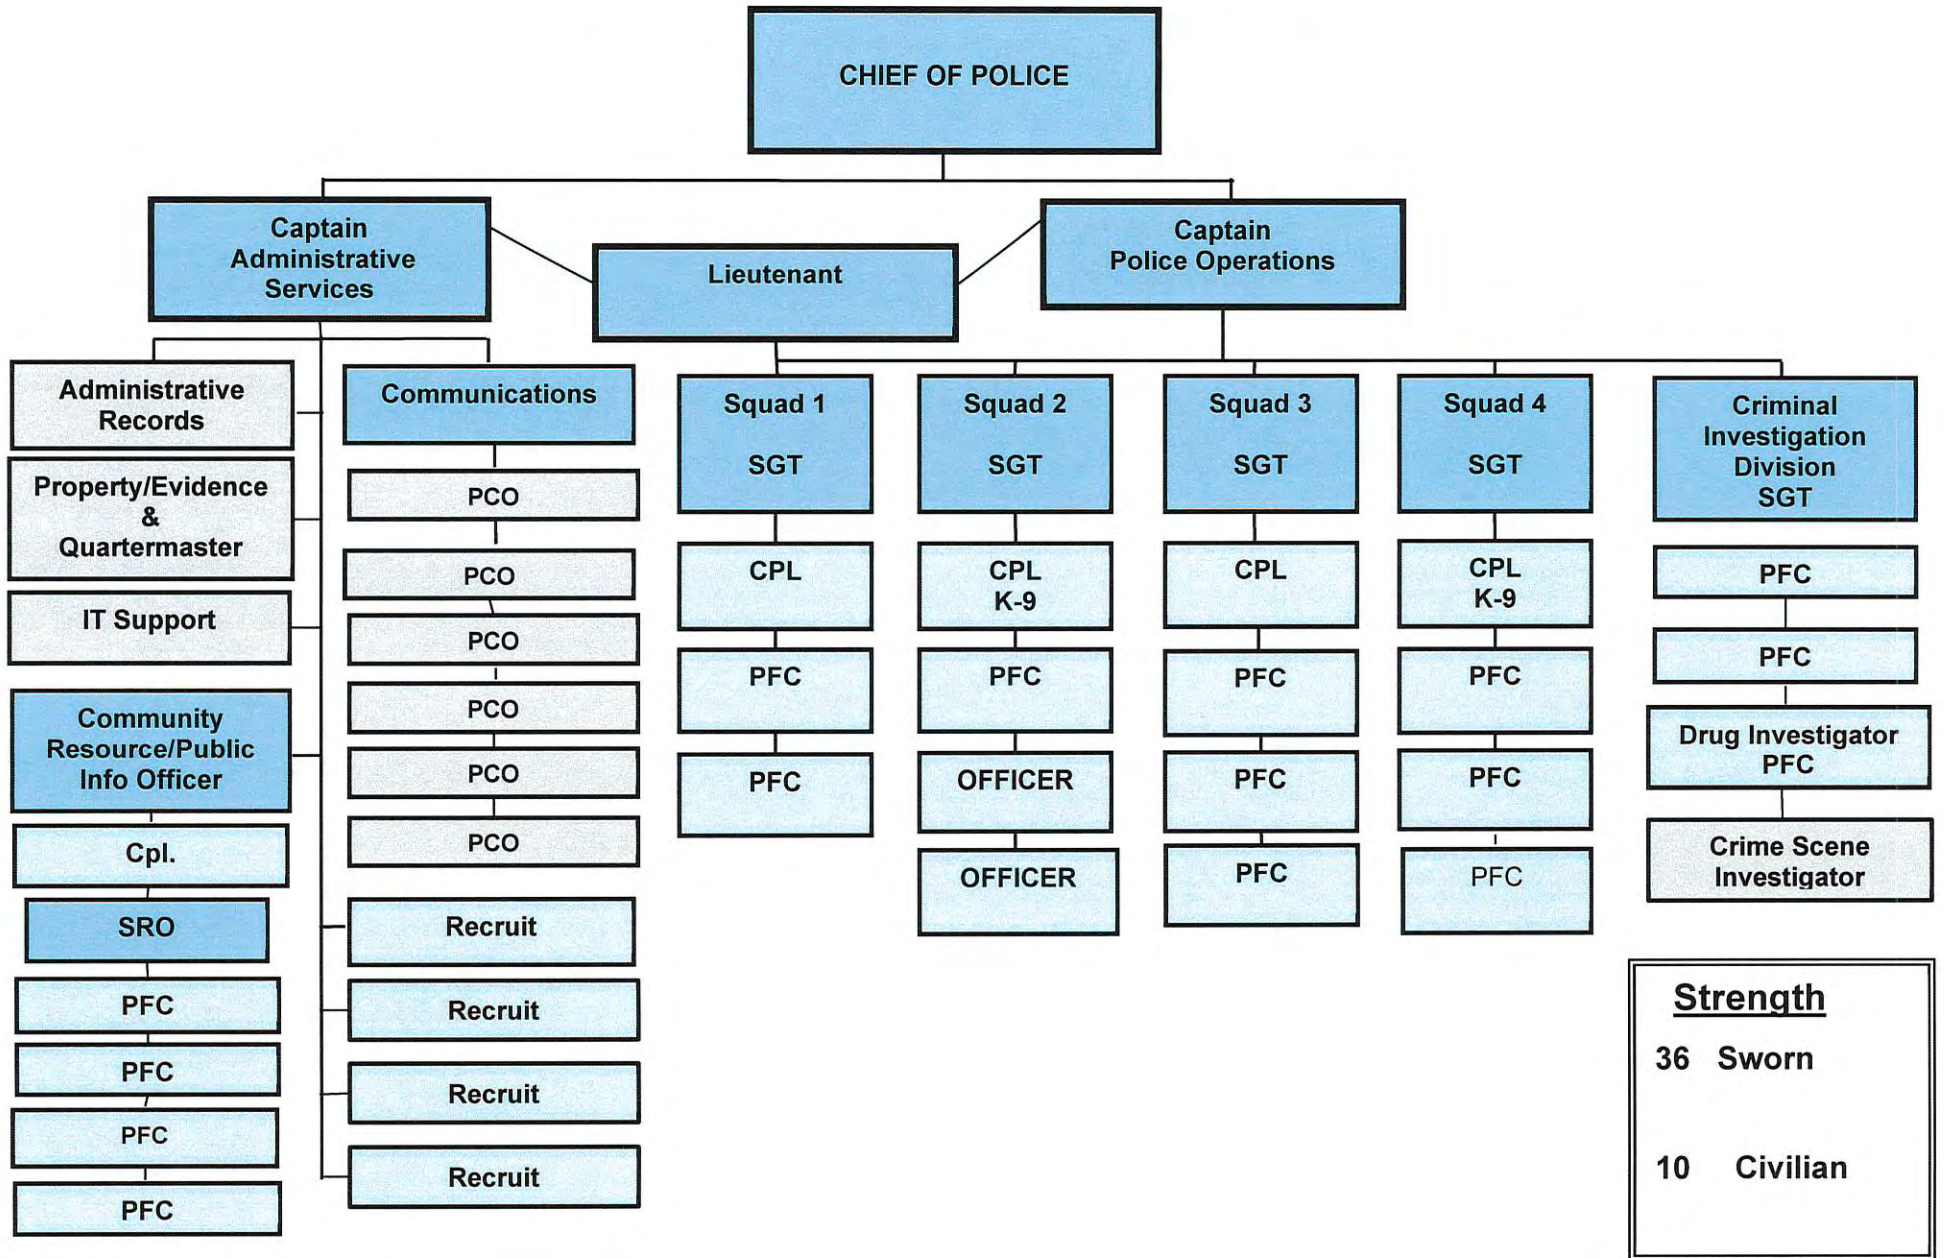 CHIEF OF POLICE
Captain
Administrative
Services
Lieutenant
Captain
Police Operations
Administrative
Records
Property/Evidence
&
Quartermaster
IT Support
Community
Resource/Public
Info Officer
Cpl.
SRO
PFC
PFC
PFC
PFC
Communications
PCO
PCO
PCO
PCO
PCO
PCO
Recruit
Recruit
Recruit
Recruit
Squad 1
SGT
CPL
PFC
PFC
Squad 2
SGT
CPL
K-9
PFC
OFFICER
OFFICER
Squad 3
SGT
CPL
PFC
PFC
PFC
Squad 4
SGT
CPL
K-9
PFC
PFC
PFC
Criminal
Investigation
Division
SGT
PFC
PFC
Drug Investigator
PFC
Crime Scene
Investigator
Strength
36 Sworn
10 Civilian